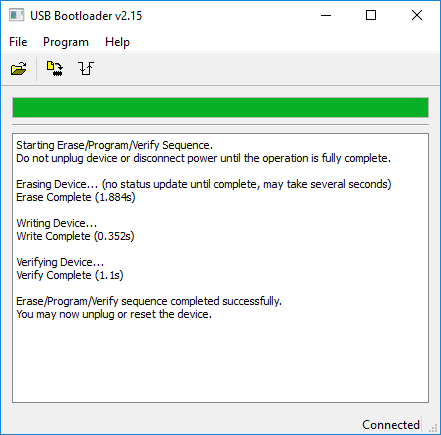 USB Bootloader v2.15
File Program Help
Starting Erase/Program/Verify Sequence.
Do not unplug device or disconnect power until the operation is fully complete.
Erasing Device... (no status update until complete, may take several seconds)
Erase Complete (1.884s)
Writing Device...
Write Complete (0.352s)
Verifying Device...
Verify Complete (1.1s)
Erase/Program/Verify sequence completed successfully.
You may now unplug or reset the device.
Connected